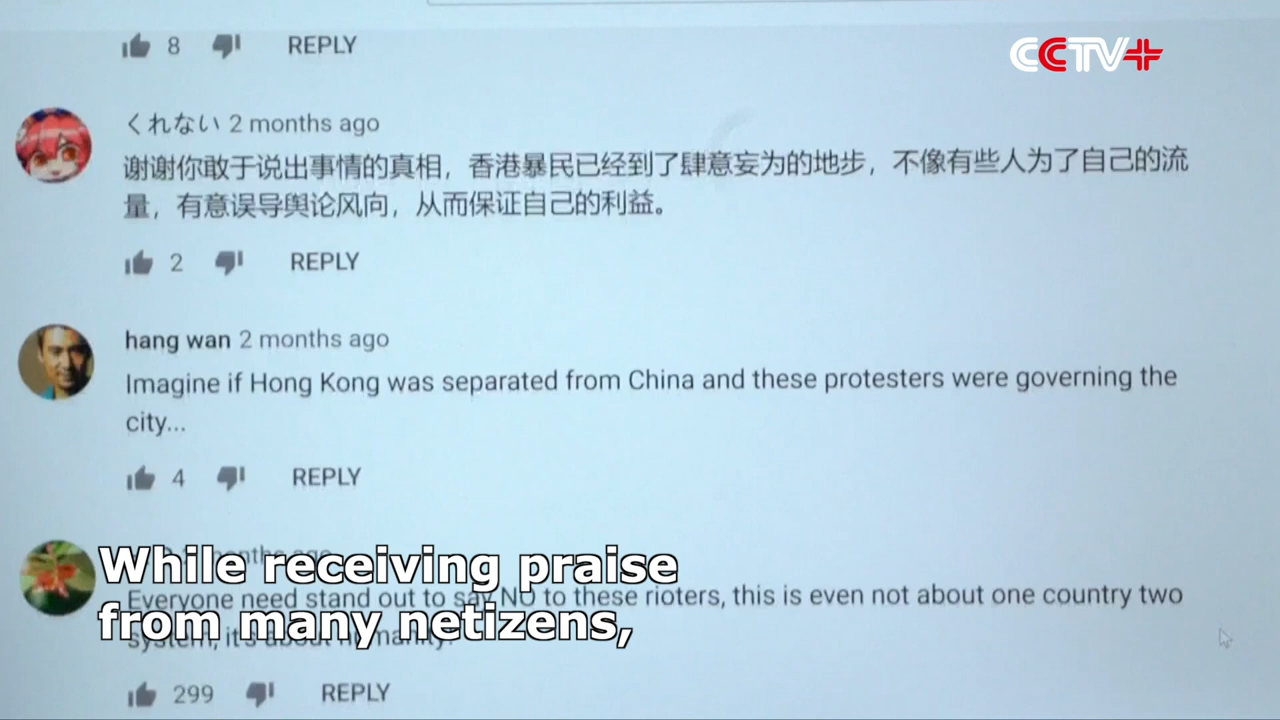 8 REPLY
CCTV+
くれない 2 months ago
谢谢你敢于说出事情的真相，香港暴民已经到了肆意妄为的地步，不像有些人为了自己的流
量，有意误导舆论风向，从而保证自己的利益。
2 REPLY
hang wan 2 months ago
Imagine if Hong Kong was separated from China and these protesters were governing the
city...
4 REPLY
months ago
While receiving praise
Everyone need stand out to say NO to these rioters, this is even not about one country two
from many netizens,
system, it's about humanity!
299 REPLY